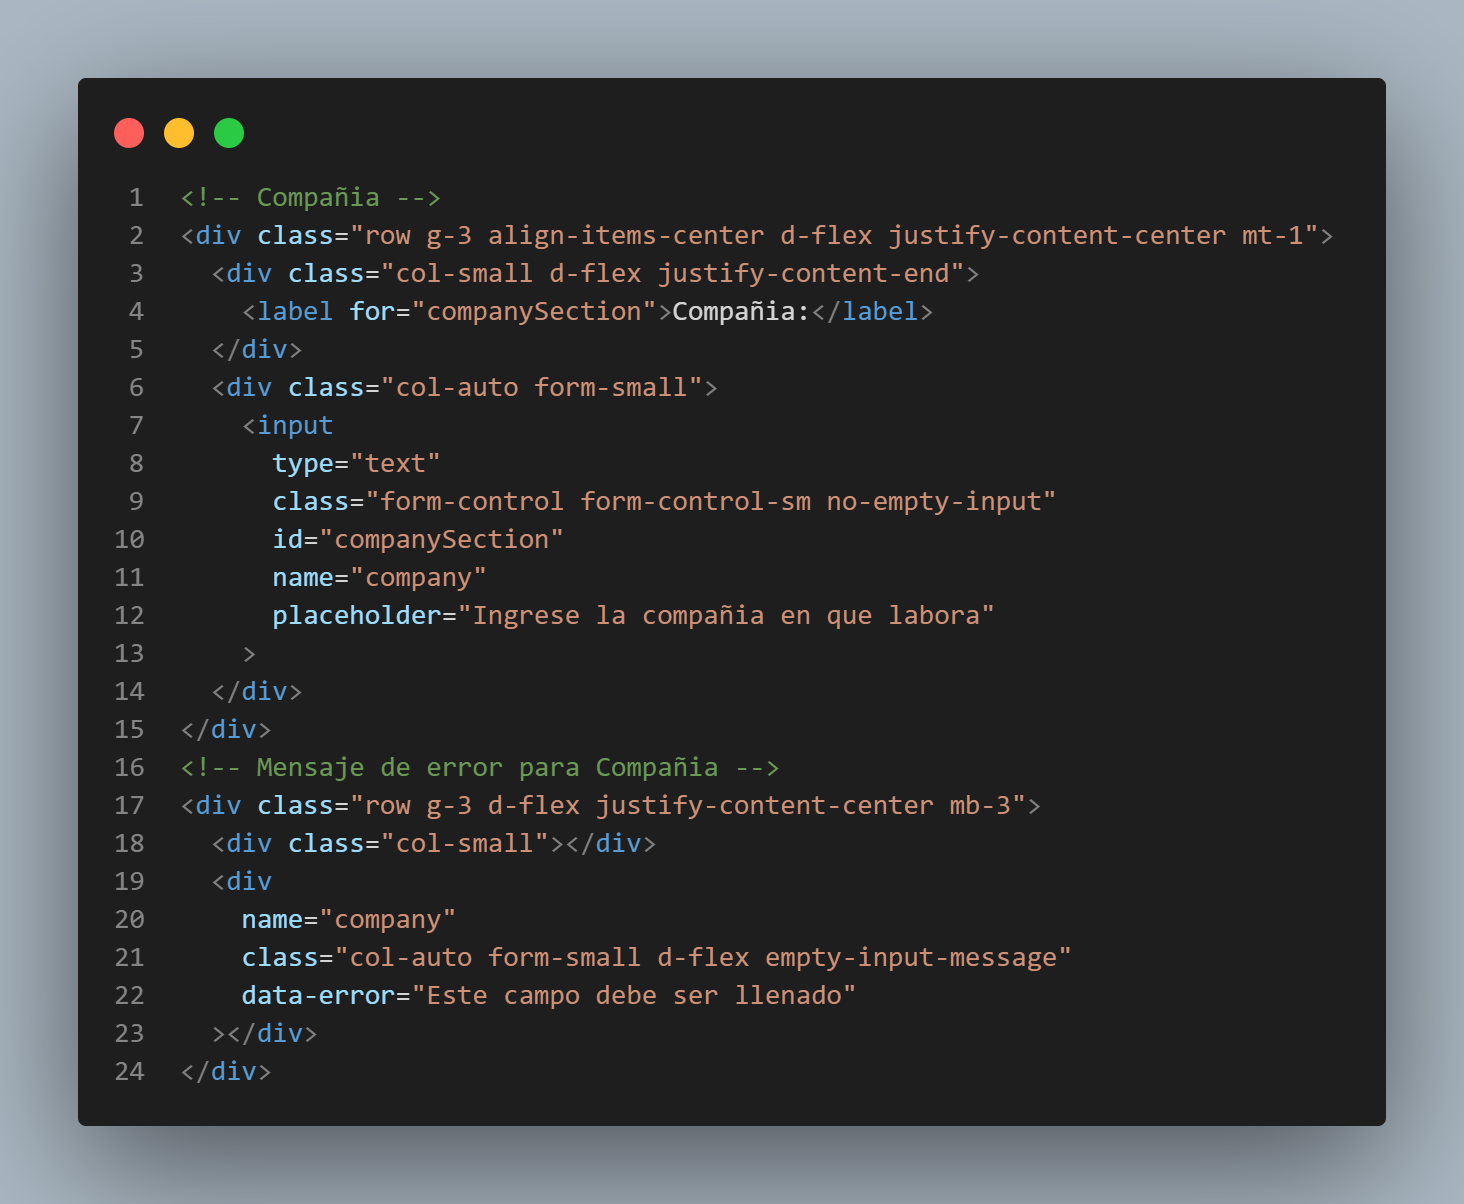 1 <!-- Compañia -->
2 <div class="row g-3 align-items-center d-flex justify-content-center mt-1">
3   <div class="col-small d-flex justify-content-end">
4     <label for="companySection">Compañia:</label>
5   </div>
6   <div class="col-auto form-small">
7     <input
8       type="text"
9       class="form-control form-control-sm no-empty-input"
10       id="companySection"
11       name="company"
12       placeholder="Ingrese la compañia en que labora"
13     >
14   </div>
15 </div>
16 <!-- Mensaje de error para Compañia -->
17 <div class="row g-3 d-flex justify-content-center mb-3">
18   <div class="col-small"></div>
19   <div
20     name="company"
21     class="col-auto form-small d-flex empty-input-message"
22     data-error="Este campo debe ser llenado"
23   ></div>
24 </div>